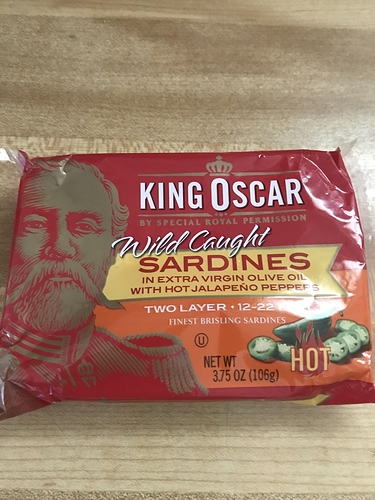 KING OSCAR
BY SPECIAL ROYAL PERMISSION
Wild Caught
SARDINES
IN EXTRA VIRGIN OLIVE OIL
WITH HOT JALAPEÑO PEPPERS
TWO LAYER • 12-22
FINEST BRISLING SARDINES
U
NET WT
3.75 OZ (106g)
HOT